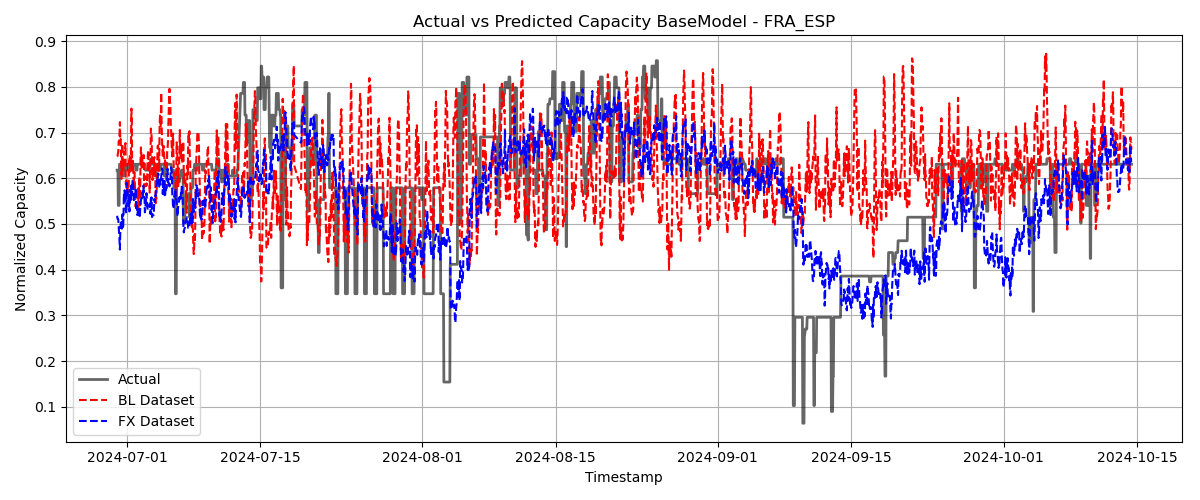 Actual vs Predicted Capacity BaseModel - FRA_ESP
Normalized Capacity
0.9
0.8
0.7
0.6
0.5
0.4
0.3
0.2
0.1
Actual
BL Dataset
FX Dataset
2024-07-01
2024-07-15
2024-08-01
2024-08-15
2024-09-01
2024-09-15
2024-10-01
2024-10-15
Timestamp